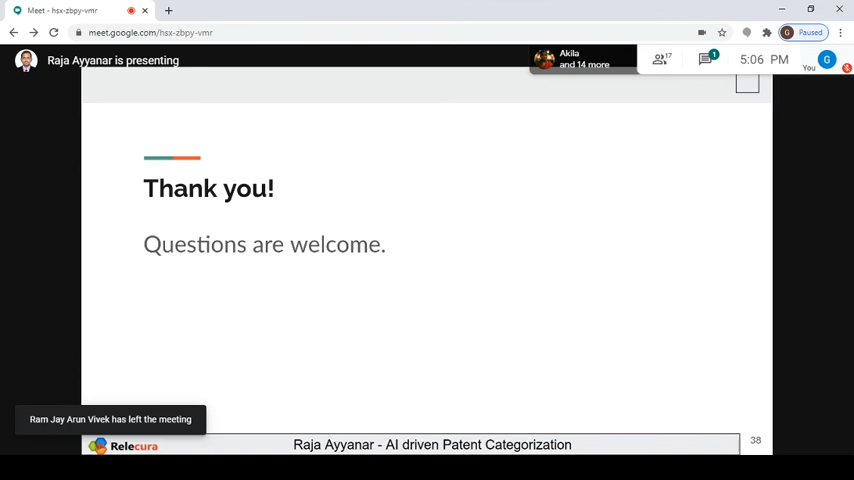 Meet - hsx-zbpy-vmr
meet.google.com/hsx-zbpy-vmr
G Paused
Raja Ayyanar is presenting
Akila
and 14 more
17
1
5:06 PM
You
G
Thank you!
Questions are welcome.
Ram Jay Arun Vivek has left the meeting
Relecura
Raja Ayyanar - AI driven Patent Categorization
38